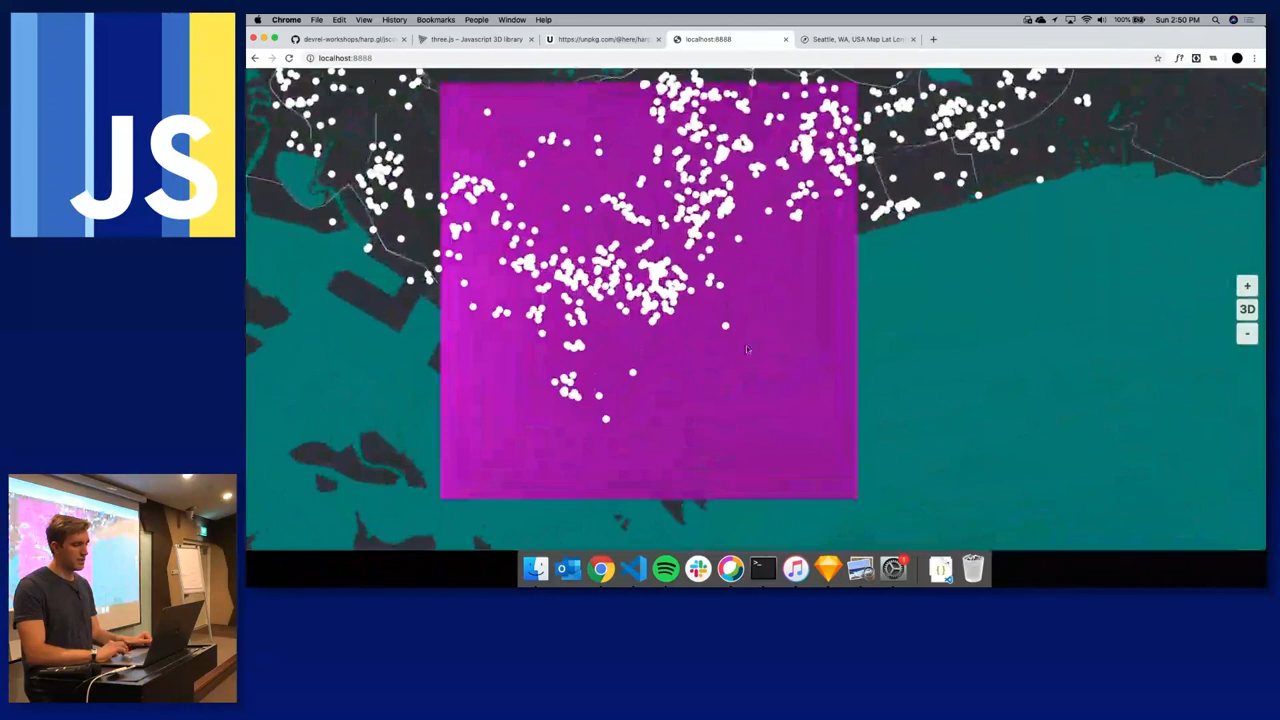 JS
Chrome File Edit View History Bookmarks People Window Help
100% Sun 2:50 PM
devrel-workshops/harp.gl/jsc
three.js – Javascript 3D library
https://unpkg.com/@here/harp
localhost:8888
Seattle, WA, USA Map Lat Lon
localhost:8888
+
3D
-